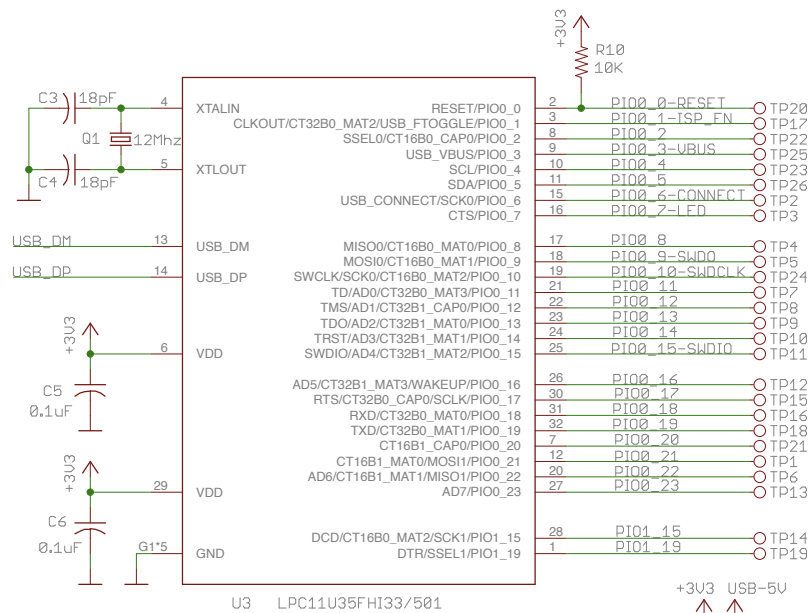 +3V3
R10
10K
C3 18pF
4 XTALIN
Q1 12Mhz
C4 18pF
5 XTLOUT
USB_DM 13 USB_DM
USB_DP 14 USB_DP
+3V3
6 VDD
C5
0.1uF
+3V3
29 VDD
C6
0.1uF
G1*5 GND
RESET/PIO0_0 2 PIO0_0-RESET TP20
CLKOUT/CT32B0_MAT2/USB_FTOGGLE/PIO0_1 3 PIO0_1-ISP_EN TP17
SSEL0/CT16B0_CAP0/PIO0_2 8 PIO0_2 TP22
USB_VBUS/PIO0_3 9 PIO0_3-VBUS TP25
SCL/PIO0_4 10 PIO0_4 TP23
SDA/PIO0_5 11 PIO0_5 TP26
USB_CONNECT/SCK0/PIO0_6 15 PIO0_6-CONNECT TP2
CTS/PIO0_7 16 PIO0_7-LED TP3
MISO0/CT16B0_MAT0/PIO0_8 17 PIO0_8 TP4
MOSI0/CT16B0_MAT1/PIO0_9 18 PIO0_9-SWDO TP5
SWCLK/SCK0/CT16B0_MAT2/PIO0_10 19 PIO0_10-SWDCLK TP24
TD/AD0/CT32B0_MAT3/PIO0_11 21 PIO0_11 TP7
TMS/AD1/CT32B1_CAP0/PIO0_12 22 PIO0_12 TP8
TDO/AD2/CT32B1_MAT0/PIO0_13 23 PIO0_13 TP9
TRST/AD3/CT32B1_MAT1/PIO0_14 24 PIO0_14 TP10
SWDIO/AD4/CT32B1_MAT2/PIO0_15 25 PIO0_15-SWDIO TP11
AD5/CT32B1_MAT3/WAKEUP/PIO0_16 26 PIO0_16 TP12
RTS/CT32B0_CAP0/SCLK/PIO0_17 30 PIO0_17 TP15
RXD/CT32B0_MAT0/PIO0_18 31 PIO0_18 TP16
TXD/CT32B0_MAT1/PIO0_19 32 PIO0_19 TP18
CT16B1_CAP0/PIO0_20 7 PIO0_20 TP21
CT16B1_MAT0/MOSI1/PIO0_21 12 PIO0_21 TP1
AD6/CT16B1_MAT1/MISO1/PIO0_22 20 PIO0_22 TP6
AD7/PIO0_23 27 PIO0_23 TP13
DCD/CT16B0_MAT2/SCK1/PIO1_15 28 PIO1_15 TP14
DTR/SSEL1/PIO1_19 1 PIO1_19 TP19
U3 LPC11U35FHI33/501
+3V3 USB-5V